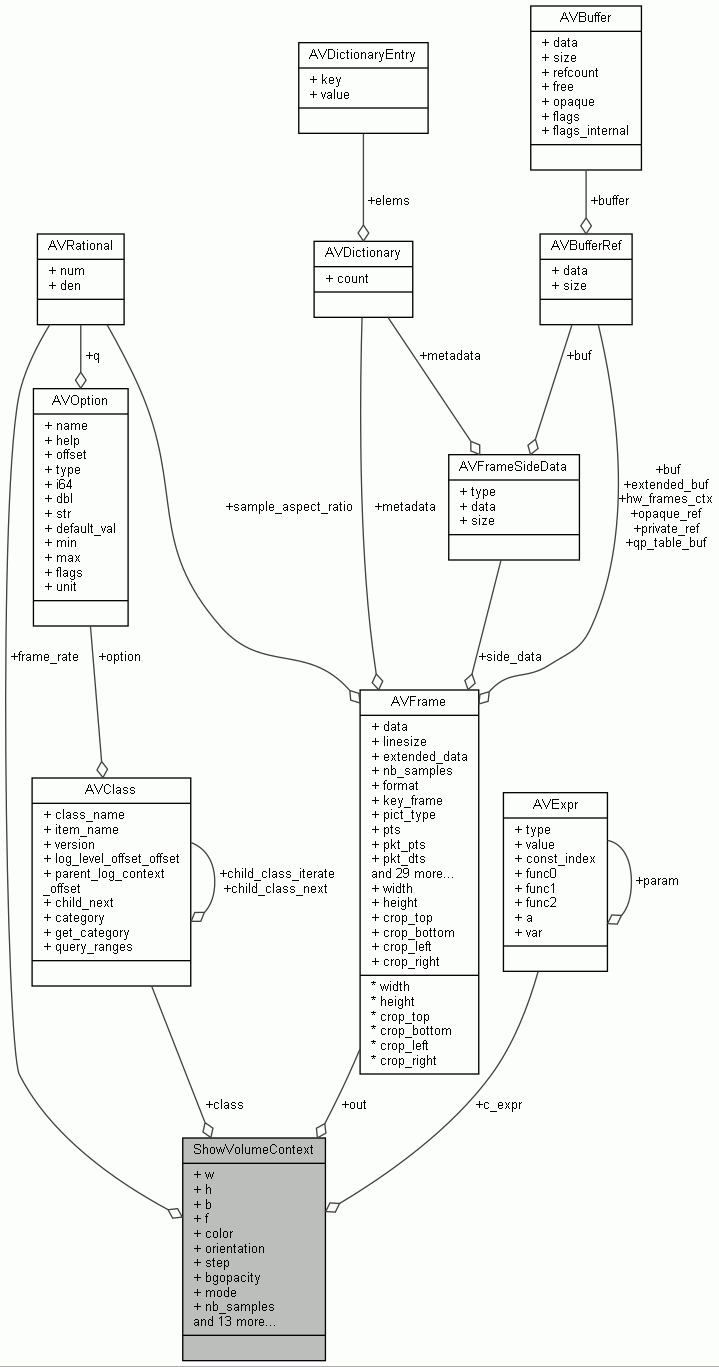 AVBuffer
+ data
+ size
+ refcount
+ free
+ opaque
+ flags
+ flags_internal
AVDictionaryEntry
+ key
+ value
+elems
+buffer
AVRational
+ num
+ den
AVDictionary
+ count
AVBufferRef
+ data
+ size
+q
+metadata
+buf
AVOption
+ name
+ help
+ offset
+ type
+ i64
+ dbl
+ str
+ default_val
+ min
+ max
+ flags
+ unit
AVFrameSideData
+ type
+ data
+ size
+sample_aspect_ratio
+metadata
+buf
+extended_buf
+hw_frames_ctx
+opaque_ref
+private_ref
+qp_table_buf
+frame_rate
+option
+side_data
AVFrame
+ data
+ linesize
+ extended_data
+ nb_samples
+ format
+ key_frame
+ pict_type
+ pts
+ pkt_pts
+ pkt_dts
and 29 more...
+ width
+ height
+ crop_top
+ crop_bottom
+ crop_left
+ crop_right
* width
* height
* crop_top
* crop_bottom
* crop_left
* crop_right
AVClass
+ class_name
+ item_name
+ version
+ log_level_offset_offset
+ parent_log_context
_offset
+ child_next
+ category
+ get_category
+ query_ranges
+child_class_iterate
+child_class_next
AVExpr
+ type
+ value
+ const_index
+ func0
+ func1
+ func2
+ a
+ var
+param
+class
+out
+c_expr
ShowVolumeContext
+ w
+ h
+ b
+ f
+ color
+ orientation
+ step
+ bgopacity
+ mode
+ nb_samples
and 13 more...